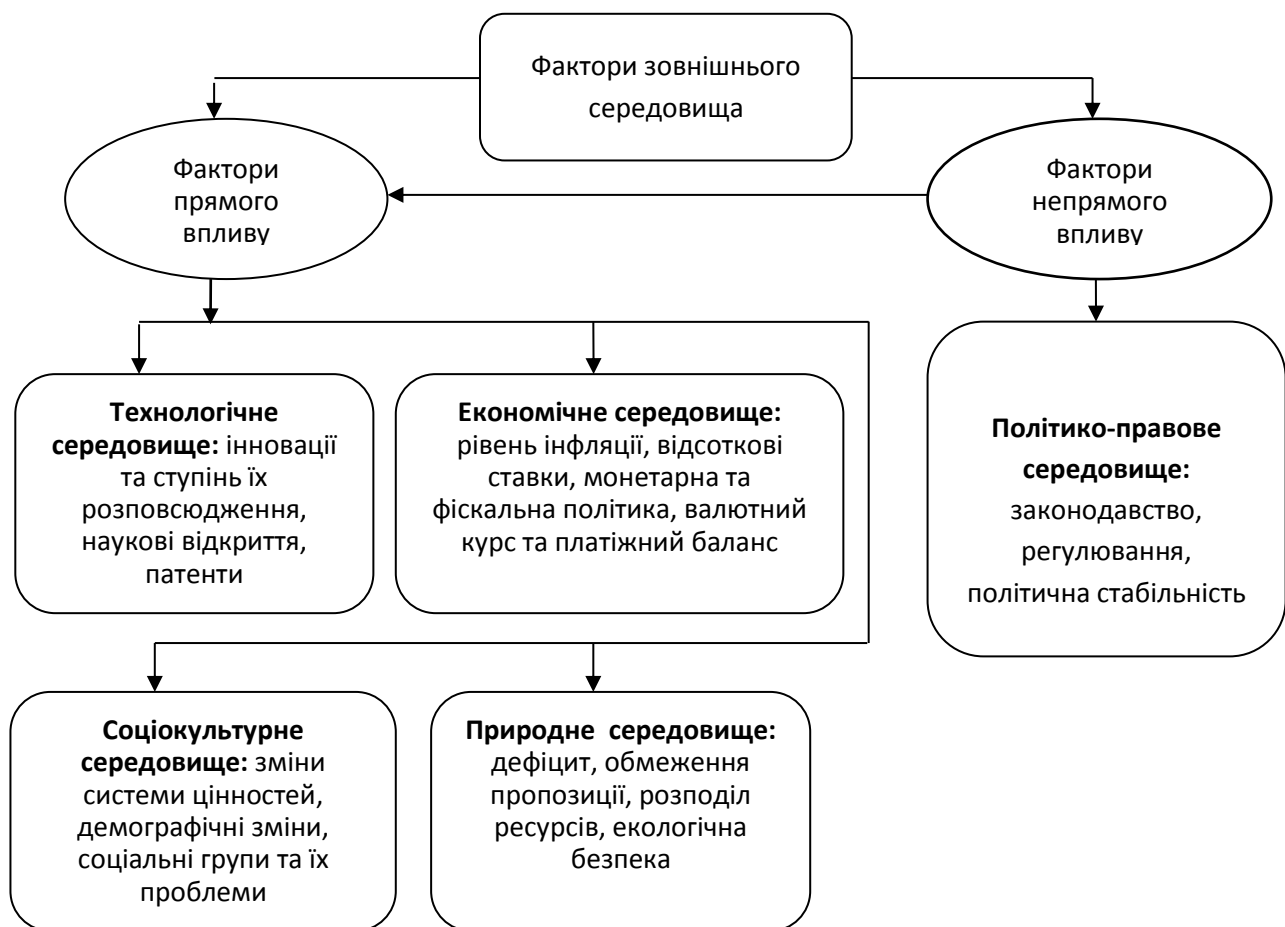 Фактори зовнішнього
середовища
Фактори
прямого
впливу
Фактори
непрямого
впливу
Технологічне
середовище: інновації
та ступінь їх
розповсюдження,
наукові відкриття,
патенти
Економічне середовище:
рівень інфляції, відсоткові
ставки, монетарна та
фіскальна політика, валютний
курс та платіжний баланс
Політико-правове
середовище:
законодавство,
регулювання,
політична стабільність
Соціокультурне
середовище: зміни
системи цінностей,
демографічні зміни,
соціальні групи та їх
проблеми
Природне середовище:
дефіцит, обмеження
пропозиції, розподіл
ресурсів, екологічна
безпека